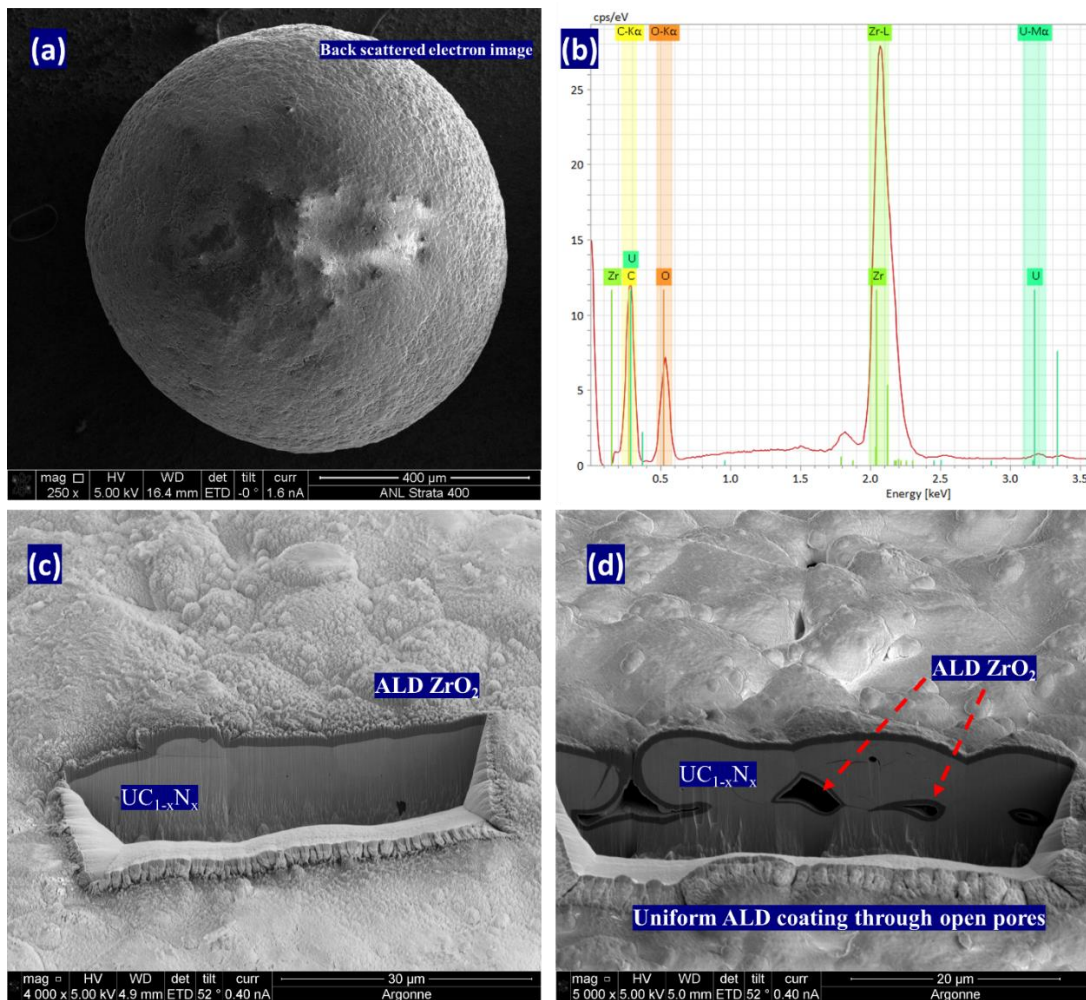 (a)
Back scattered electron image
mag □ HV WD det tilt curr
250 x 5.00 kV 16.4 mm ETD -0 ° 1.6 nA
400 µm
ANL Strata 400
(b)
cps/eV
C-Kα O-Kα Zr-L U-Mα
25
20
15
10
5
0
U
Zr C O Zr U
0.5 1.0 1.5 2.0 2.5 3.0 3.5
Energy [keV]
(c)
ALD ZrO₂
UC₁₋ₓNₓ
mag □ HV WD det tilt curr
4 000 x 5.00 kV 4.9 mm ETD 52 ° 0.40 nA
30 µm
Argonne
(d)
ALD ZrO₂
UC₁₋ₓNₓ
Uniform ALD coating through open pores
mag □ HV WD det tilt curr
5 000 x 5.00 kV 5.0 mm ETD 52 ° 0.40 nA
20 µm
Argonne